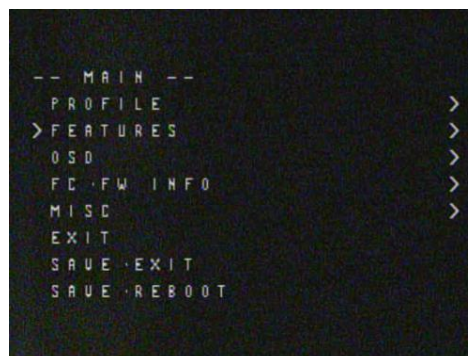 -- MAIN --
PROFILE >
>FEATURES >
OSD >
FC·FW INFO >
MISC >
EXIT
SAVE·EXIT
SAVE·REBOOT